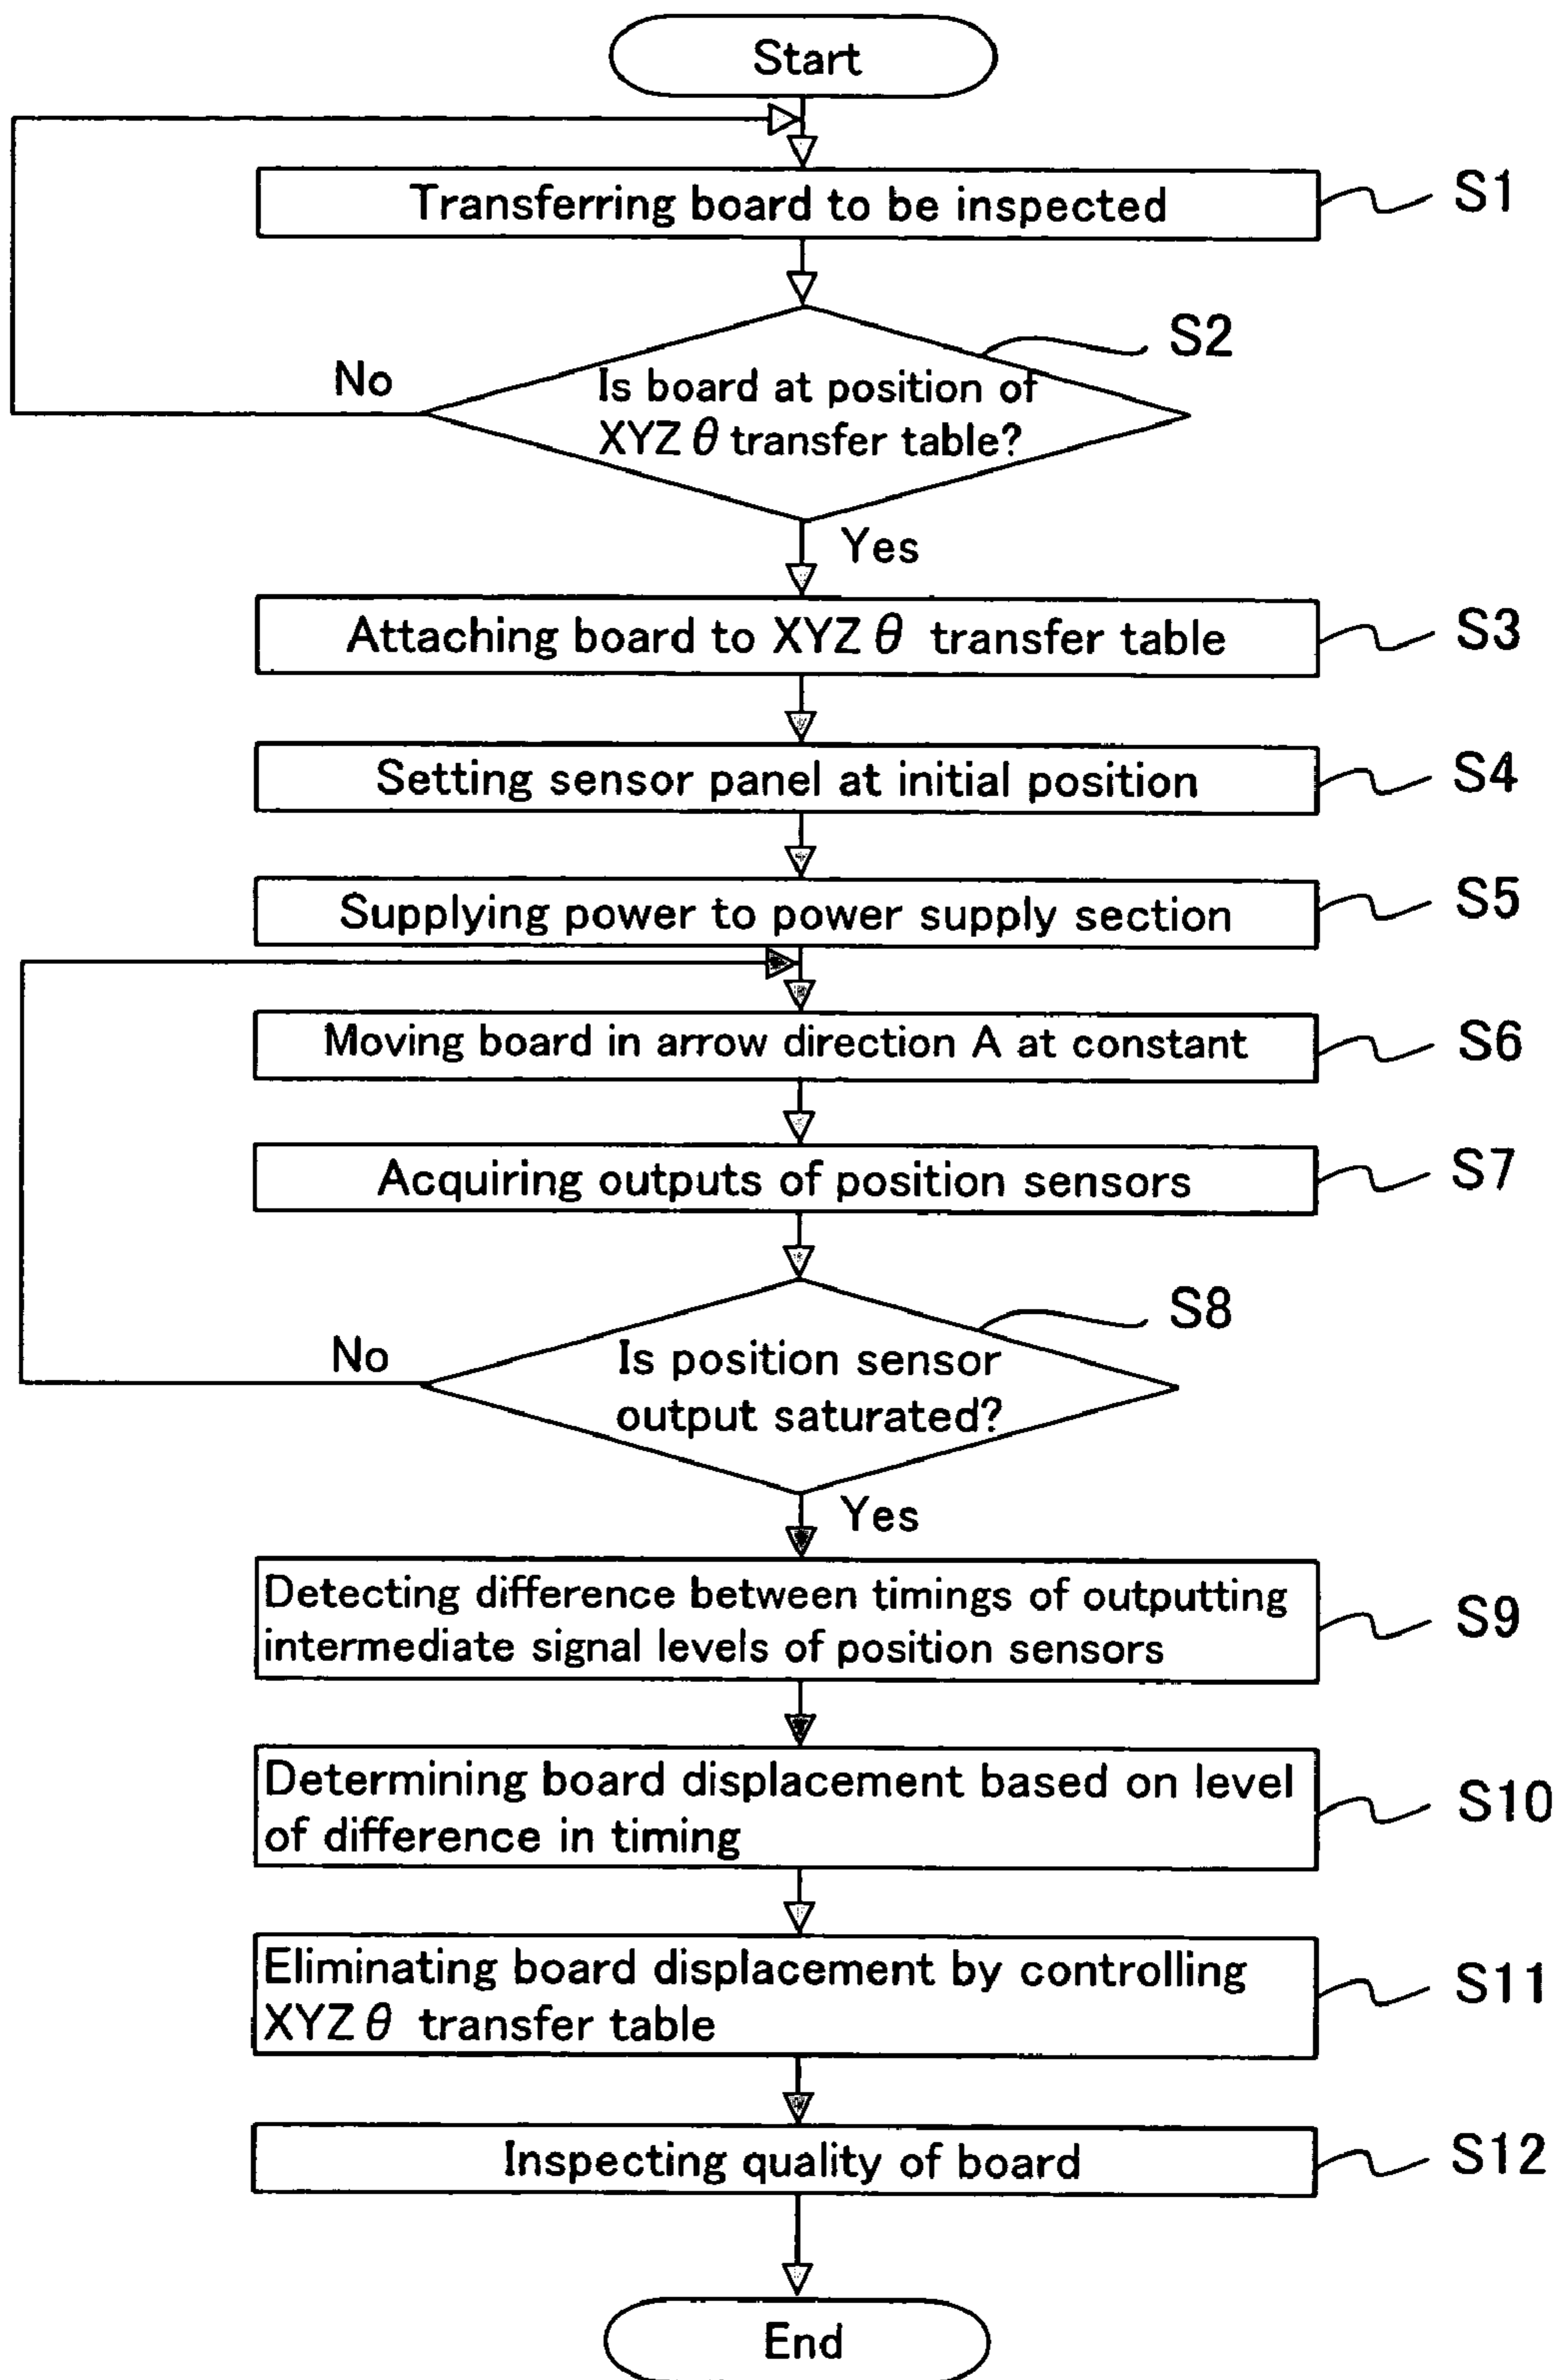 Start
Transferring board to be inspected
S1
S2
No
Is board at position of
XYZ θ transfer table?
Yes
Attaching board to XYZ θ transfer table
S3
Setting sensor panel at initial position
S4
Supplying power to power supply section
S5
Moving board in arrow direction A at constant
S6
Acquiring outputs of position sensors
S7
S8
No
Is position sensor
output saturated?
Yes
Detecting difference between timings of outputting
intermediate signal levels of position sensors
S9
Determining board displacement based on level
of difference in timing
S10
Eliminating board displacement by controlling
XYZ θ transfer table
S11
Inspecting quality of board
S12
End